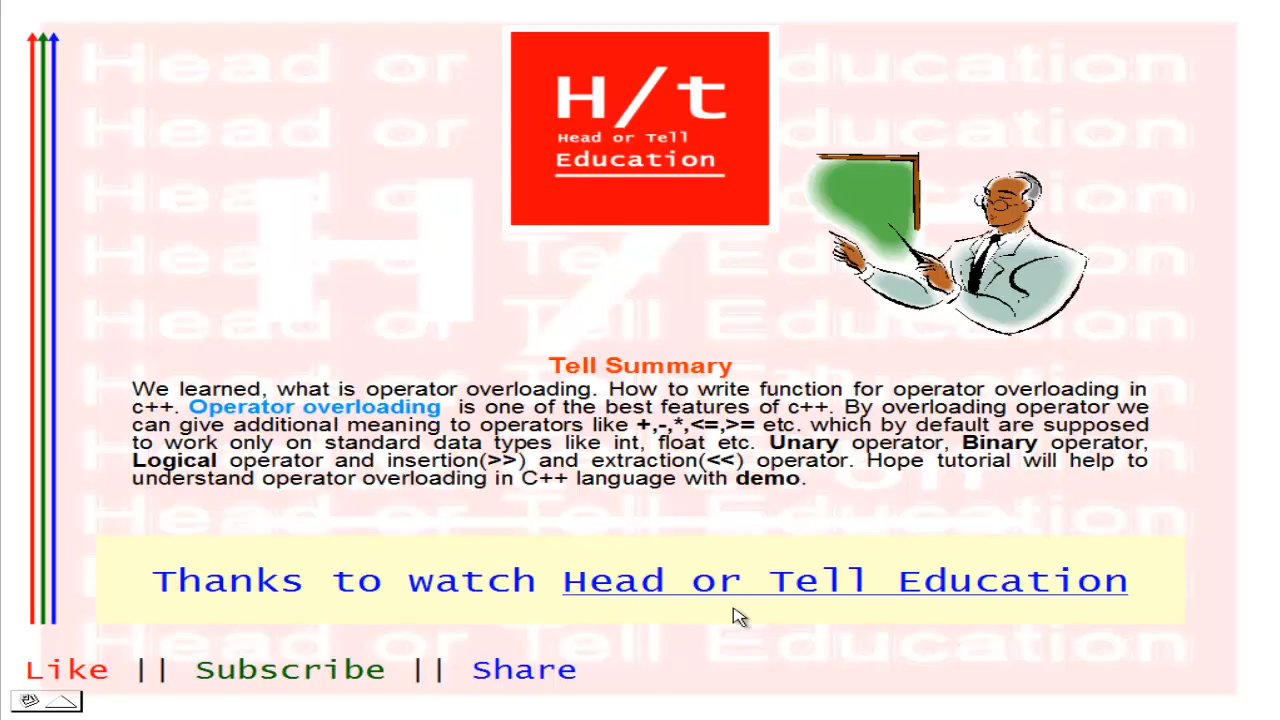 H/t
Head or Tell
Education
Tell Summary
We learned, what is operator overloading. How to write function for operator overloading in
c++. Operator overloading is one of the best features of c++. By overloading operator we
can give additional meaning to operators like +,-,*,<=,>= etc. which by default are supposed
to work only on standard data types like int, float etc. Unary operator, Binary operator,
Logical operator and insertion(>>) and extraction(<<) operator. Hope tutorial will help to
understand operator overloading in C++ language with demo.
Thanks to watch Head or Tell Education
Like || Subscribe || Share